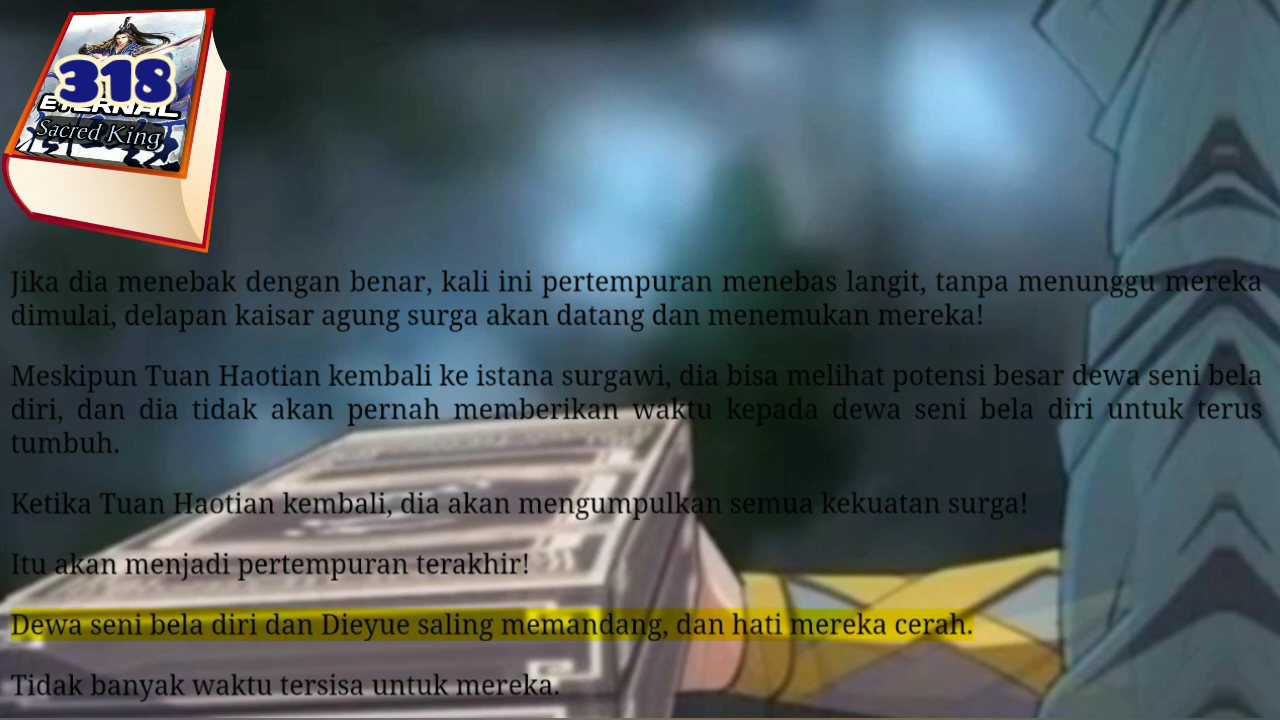 318
ETERNAL
Sacred King
Jika dia menebak dengan benar, kali ini pertempuran menebas langit, tanpa menunggu mereka
dimulai, delapan kaisar agung surga akan datang dan menemukan mereka!
Meskipun Tuan Haotian kembali ke istana surgawi, dia bisa melihat potensi besar dewa seni bela
diri, dan dia tidak akan pernah memberikan waktu kepada dewa seni bela diri untuk terus
tumbuh.
Ketika Tuan Haotian kembali, dia akan mengumpulkan semua kekuatan surga!
Itu akan menjadi pertempuran terakhir!
Dewa seni bela diri dan Dieyue saling memandang, dan hati mereka cerah.
Tidak banyak waktu tersisa untuk mereka.